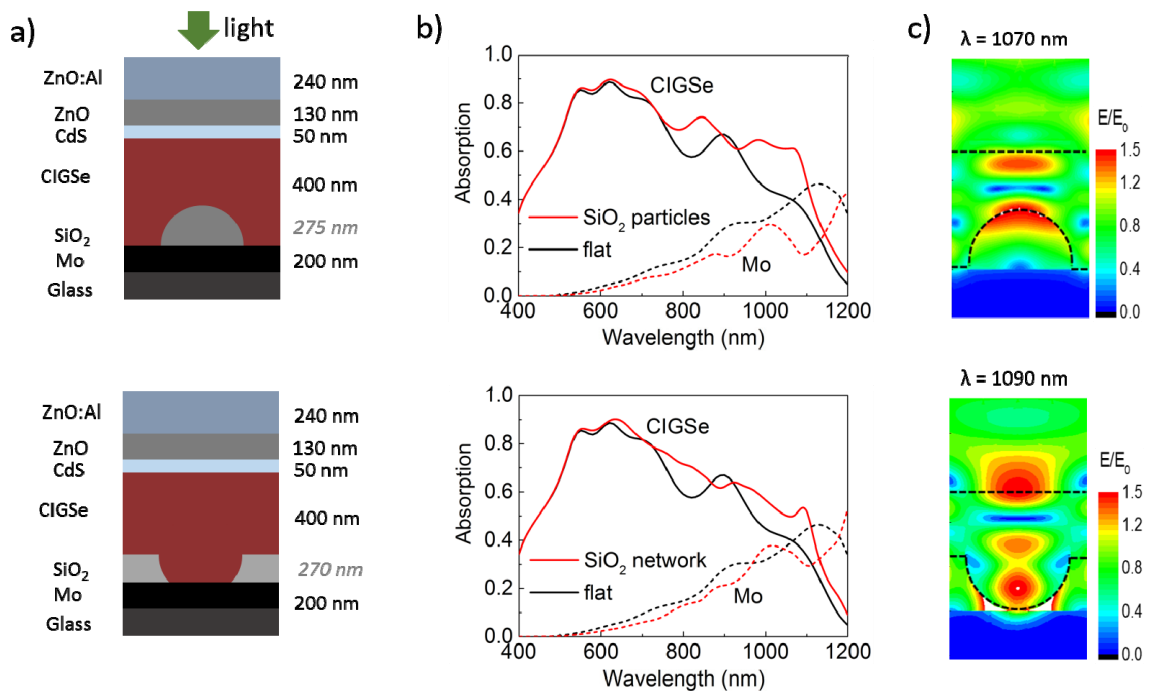 a)
light
ZnO:Al
240 nm
ZnO
130 nm
CdS
50 nm
CIGSe
400 nm
275 nm
SiO₂
Mo
200 nm
Glass
b)
Absorption
1.0
0.8
0.6
0.4
0.2
0.0
CIGSe
SiO₂ particles
flat
Mo
400 600 800 1000 1200
Wavelength (nm)
c)
λ = 1070 nm
E/E₀
1.5
1.2
0.8
0.4
0.0
ZnO:Al
240 nm
ZnO
130 nm
CdS
50 nm
CIGSe
400 nm
SiO₂
270 nm
Mo
200 nm
Glass
Absorption
1.0
0.8
0.6
0.4
0.2
0.0
CIGSe
SiO₂ network
flat
Mo
400 600 800 1000 1200
Wavelength (nm)
λ = 1090 nm
E/E₀
1.5
1.2
0.8
0.4
0.0